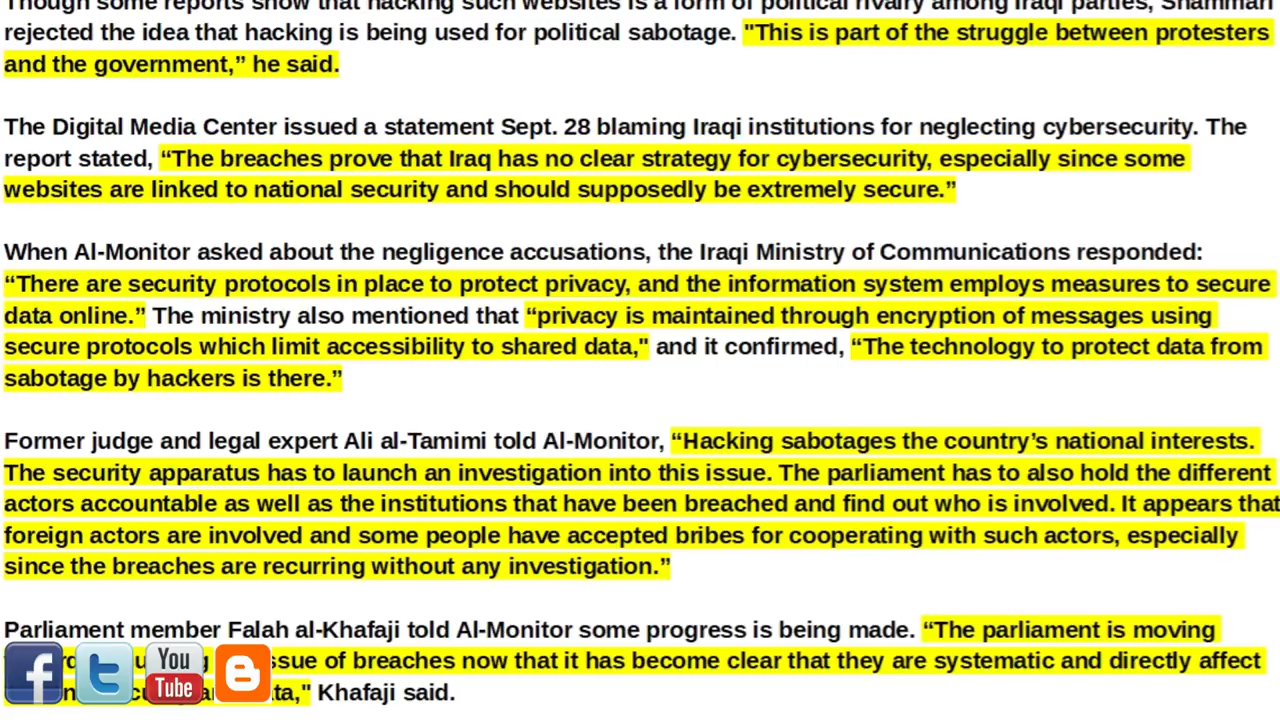 Though some reports show that hacking such websites is a form of political rivalry among Iraqi parties, Shammari
rejected the idea that hacking is being used for political sabotage. "This is part of the struggle between protesters
and the government,” he said.
The Digital Media Center issued a statement Sept. 28 blaming Iraqi institutions for neglecting cybersecurity. The
report stated, “The breaches prove that Iraq has no clear strategy for cybersecurity, especially since some
websites are linked to national security and should supposedly be extremely secure.”
When Al-Monitor asked about the negligence accusations, the Iraqi Ministry of Communications responded:
“There are security protocols in place to protect privacy, and the information system employs measures to secure
data online.” The ministry also mentioned that “privacy is maintained through encryption of messages using
secure protocols which limit accessibility to shared data," and it confirmed, “The technology to protect data from
sabotage by hackers is there.”
Former judge and legal expert Ali al-Tamimi told Al-Monitor, “Hacking sabotages the country’s national interests.
The security apparatus has to launch an investigation into this issue. The parliament has to also hold the different
actors accountable as well as the institutions that have been breached and find out who is involved. It appears that
foreign actors are involved and some people have accepted bribes for cooperating with such actors, especially
since the breaches are recurring without any investigation.”
Parliament member Falah al-Khafaji told Al-Monitor some progress is being made. “The parliament is moving
of breaches now that it has become clear that they are systematic and directly affect
Khafaji said.
You
Tube